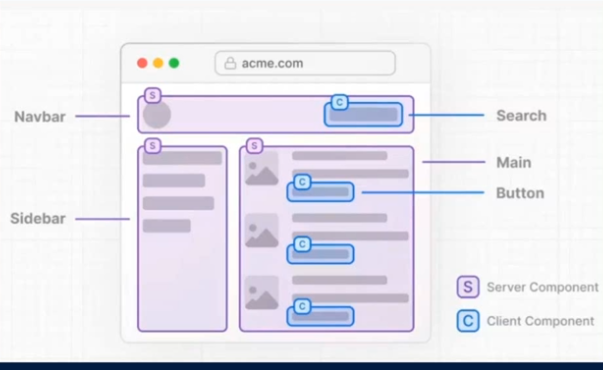 acme.com
S
C
Navbar
Search
S
S
Main
C
Button
Sidebar
C
C
S Server Component
C Client Component